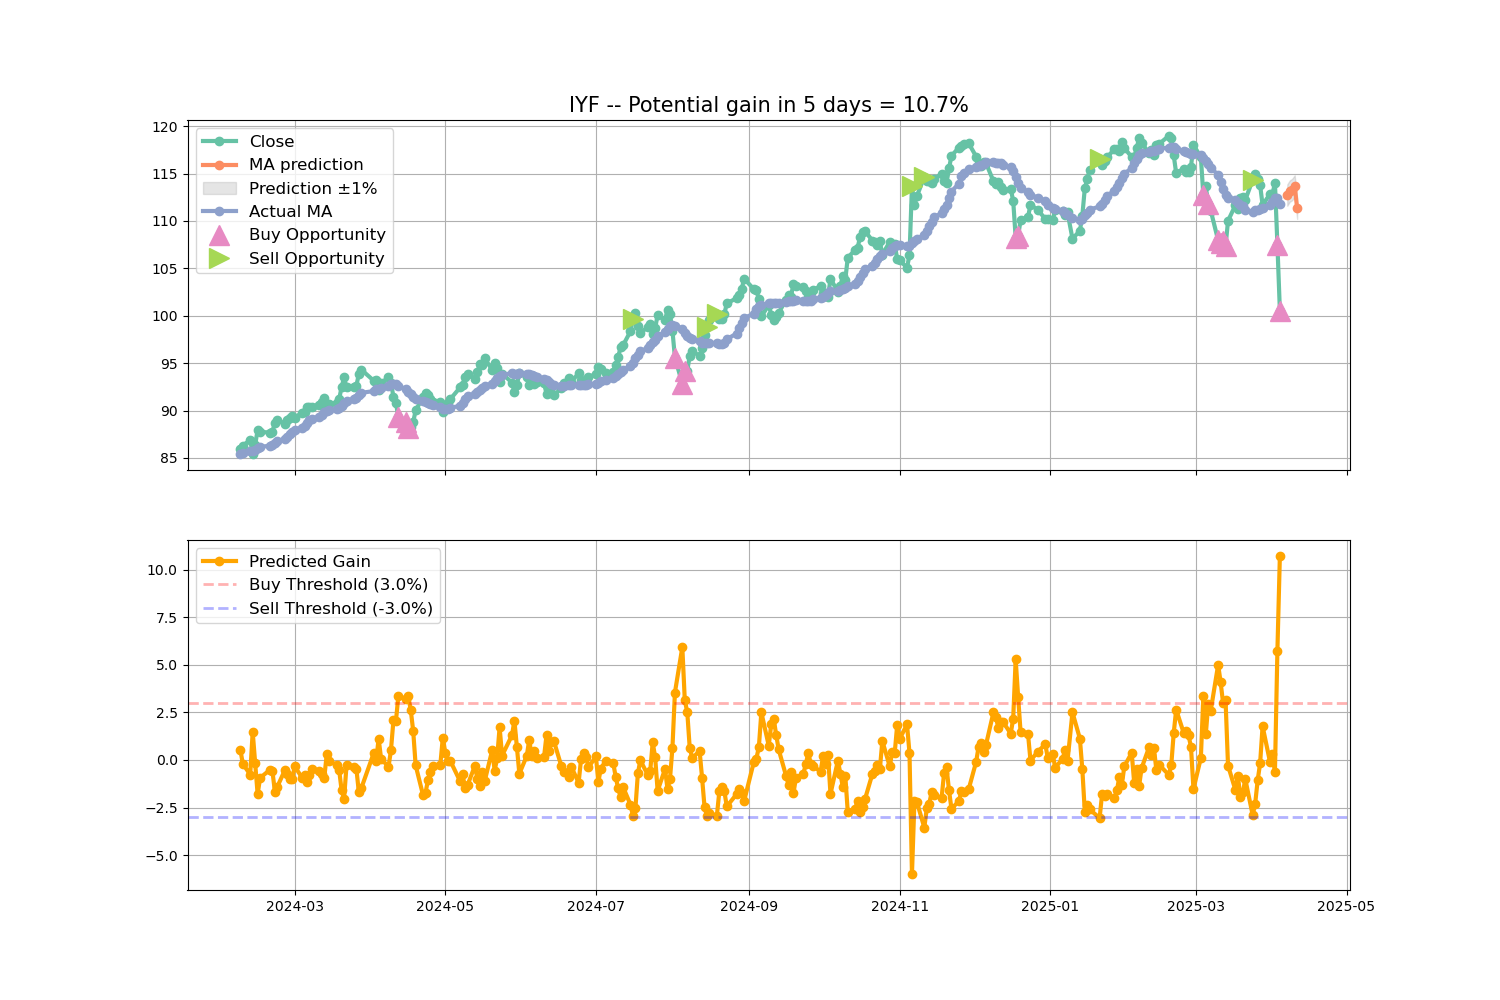 IYF -- Potential gain in 5 days = 10.7%
120
115
110
105
100
95
90
85
Close
MA prediction
Prediction ±1%
Actual MA
Buy Opportunity
Sell Opportunity
10.0
7.5
5.0
2.5
0.0
−2.5
−5.0
Predicted Gain
Buy Threshold (3.0%)
Sell Threshold (-3.0%)
2024-03
2024-05
2024-07
2024-09
2024-11
2025-01
2025-03
2025-05